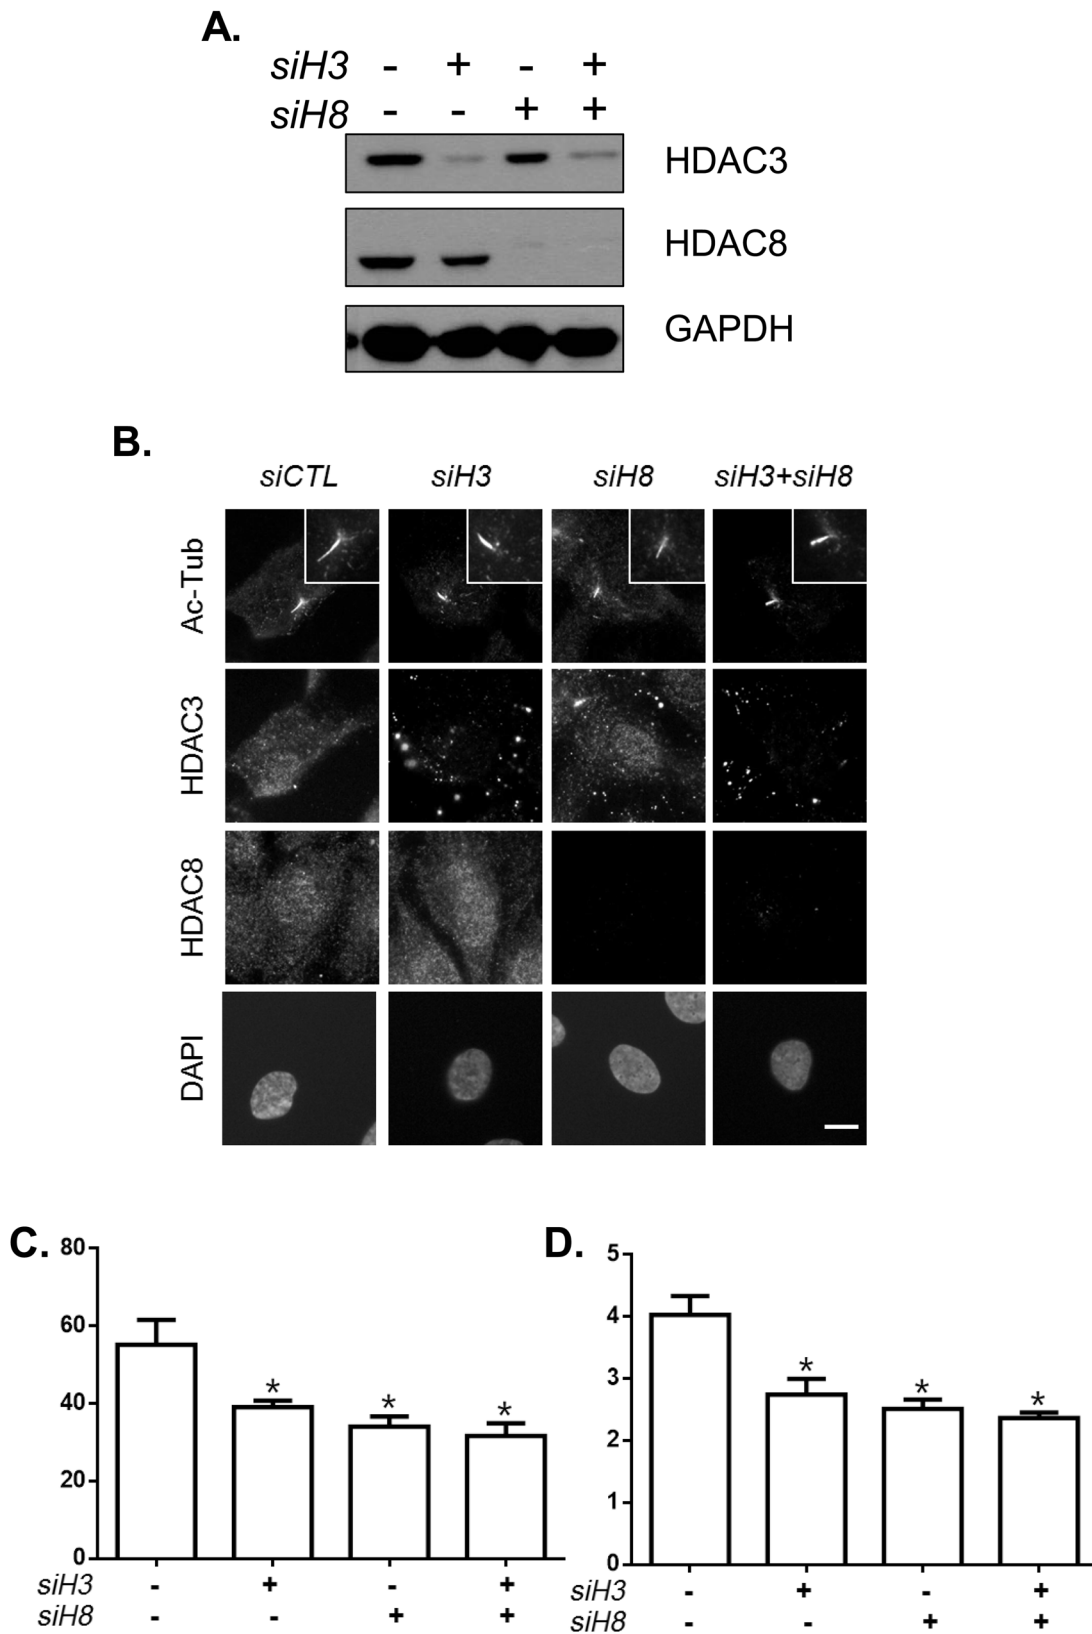 A.
siH3 - + - +
siH8 - - + +
HDAC3
HDAC8
GAPDH
B.
siCTL siH3 siH8 siH3+siH8
Ac-Tub
HDAC3
HDAC8
DAPI
C.
80
60
40
20
0
* * *
siH3 - + - +
siH8 - - + +
D.
5
4
3
2
1
0
* * *
siH3 - + - +
siH8 - - + +